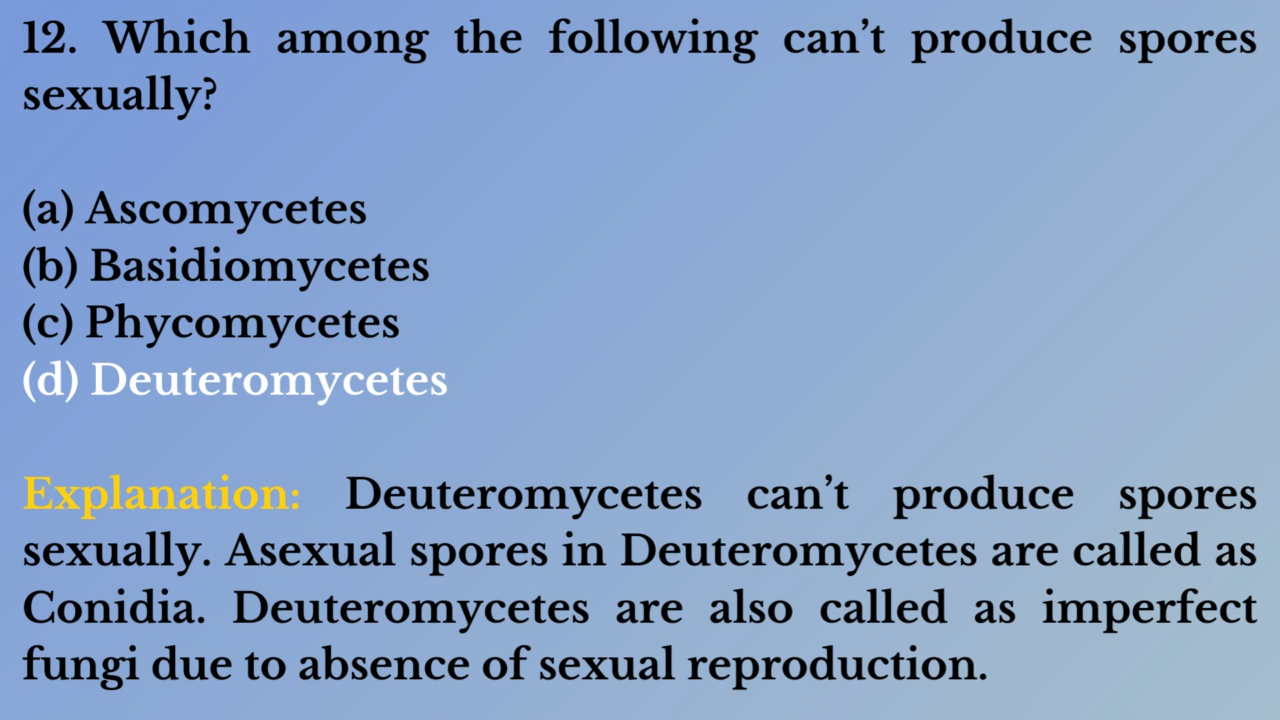 12. Which among the following can’t produce spores
sexually?
(a) Ascomycetes
(b) Basidiomycetes
(c) Phycomycetes
(d) Deuteromycetes
Explanation: Deuteromycetes can’t produce spores
sexually. Asexual spores in Deuteromycetes are called as
Conidia. Deuteromycetes are also called as imperfect
fungi due to absence of sexual reproduction.